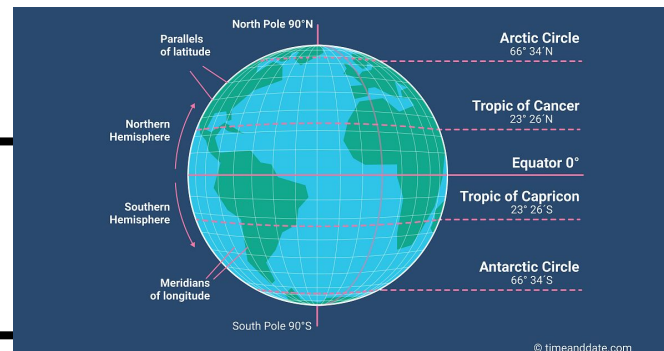 North Pole 90°N
Parallels
of latitude
Arctic Circle
66° 34´N
Tropic of Cancer
23° 26´N
Northern
Hemisphere
Equator 0°
Tropic of Capricon
23° 26´S
Southern
Hemisphere
Antarctic Circle
66° 34´S
Meridians
of longitude
South Pole 90°S
© timeanddate.com